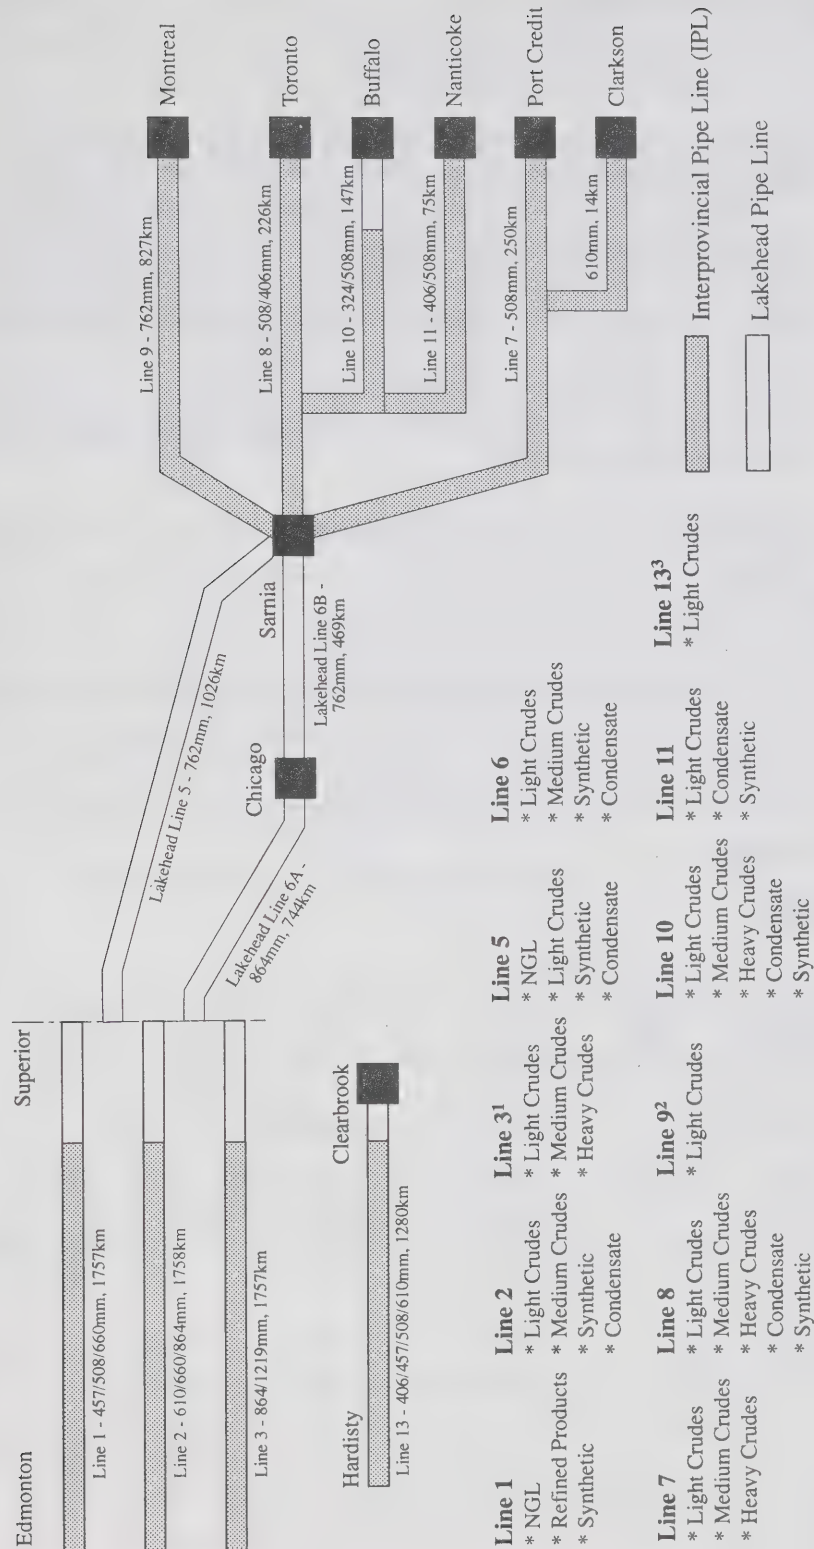 Edmonton
Superior
Line 1 - 457/508/660mm, 1757km
Line 2 - 610/660/864mm, 1758km
Line 3 - 864/1219mm, 1757km
Hardisty
Clearbrook
Line 13 - 406/457/508/610mm, 1280km
Lakehead Line 5 - 762mm, 1026km
Lakehead Line 6A -
864mm, 744km
Chicago
Lakehead Line 6B -
762mm, 469km
Sarnia
Line 9 - 762mm, 827km
Montreal
Line 8 - 508/406mm, 226km
Toronto
Line 10 - 324/508mm, 147km
Buffalo
Line 11 - 406/508mm, 75km
Nanticoke
Line 7 - 508mm, 250km
Port Credit
610mm, 14km
Clarkson
Interprovincial Pipe Line (IPL)
Lakehead Pipe Line
Line 1
* NGL
* Refined Products
* Synthetic
Line 2
* Light Crudes
* Medium Crudes
* Synthetic
* Condensate
Line 3¹
* Light Crudes
* Medium Crudes
* Heavy Crudes
Line 5
* NGL
* Light Crudes
* Synthetic
* Condensate
Line 6
* Light Crudes
* Medium Crudes
* Synthetic
* Condensate
Line 7
* Light Crudes
* Medium Crudes
* Heavy Crudes
Line 8
* Light Crudes
* Medium Crudes
* Heavy Crudes
* Condensate
* Synthetic
Line 9²
* Light Crudes
Line 10
* Light Crudes
* Medium Crudes
* Heavy Crudes
* Condensate
* Synthetic
Line 11
* Light Crudes
* Condensate
* Synthetic
Line 13³
* Light Crudes